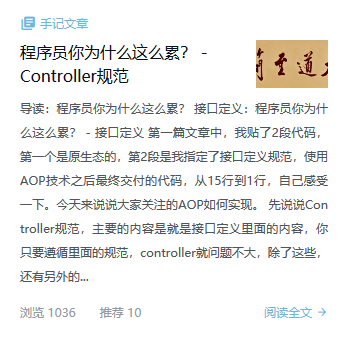 手记文章
程序员你为什么这么累? -
Controller规范
简至道大
导读：程序员你为什么这么累? 接口定义：程序员你为什
么这么累? - 接口定义 第一篇文章中，我贴了2段代码，
第一个是原生态的，第2段是我指定了接口定义规范，使用
AOP技术之后最终交付的代码，从15行到1行，自己感受
一下。今天来说说大家关注的AOP如何实现。 先说说Con
troller规范，主要的内容是就是接口定义里面的内容，你
只要遵循里面的规范，controller就问题不大，除了这些，
还有另外的...
浏览 1036 推荐 10 阅读全文